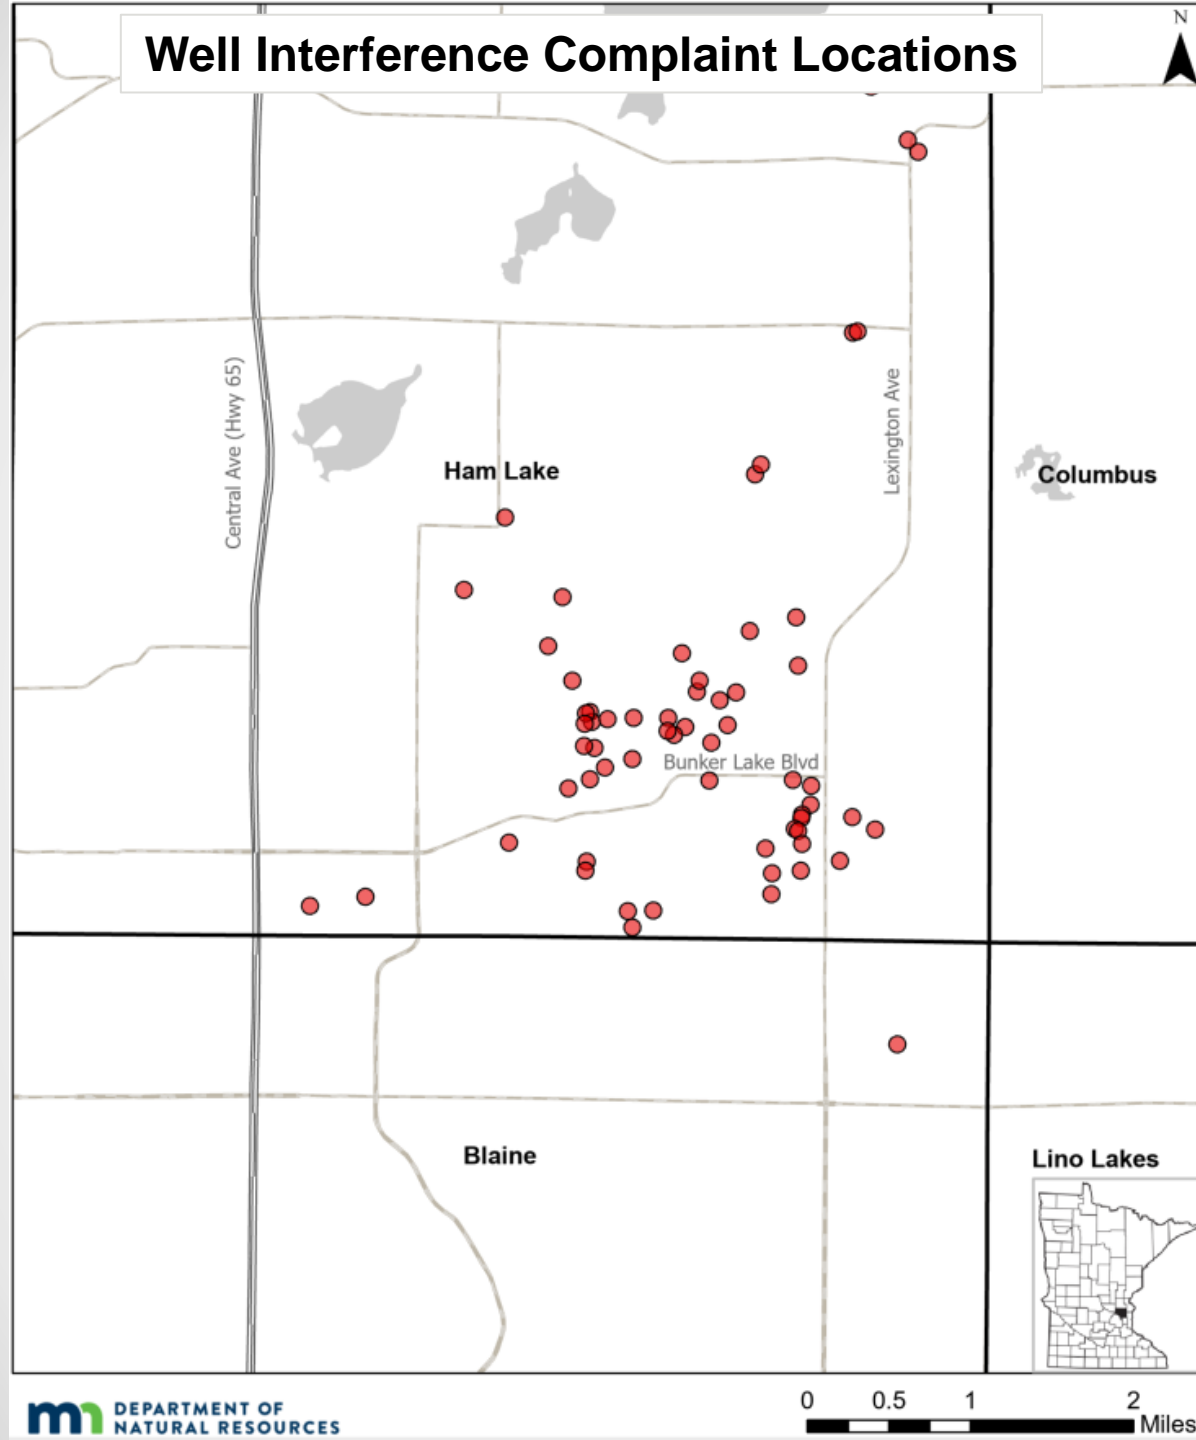 Well Interference Complaint Locations
N
Central Ave (Hwy 65)
Lexington Ave
Ham Lake
Columbus
Bunker Lake Blvd
Blaine
Lino Lakes
DEPARTMENT OF
NATURAL RESOURCES
0 0.5 1 2
Miles